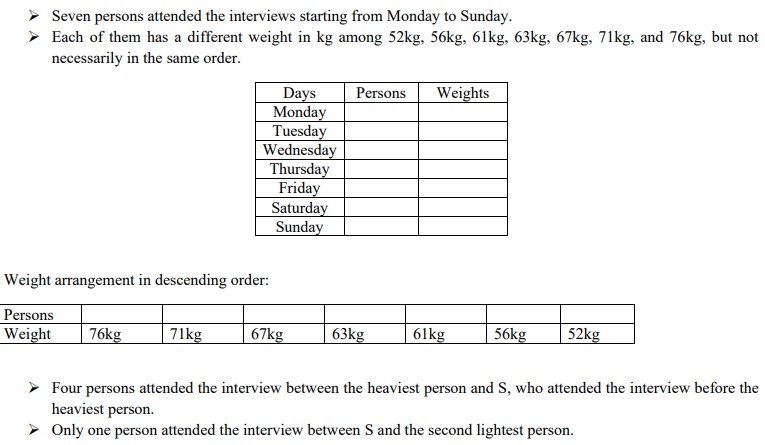 ➢ Seven persons attended the interviews starting from Monday to Sunday.
➢ Each of them has a different weight in kg among 52kg, 56kg, 61kg, 63kg, 67kg, 71kg, and 76kg, but not
necessarily in the same order.
Days Persons Weights
Monday
Tuesday
Wednesday
Thursday
Friday
Saturday
Sunday
Weight arrangement in descending order:
Persons
Weight 76kg 71kg 67kg 63kg 61kg 56kg 52kg
➢ Four persons attended the interview between the heaviest person and S, who attended the interview before the
heaviest person.
➢ Only one person attended the interview between S and the second lightest person.